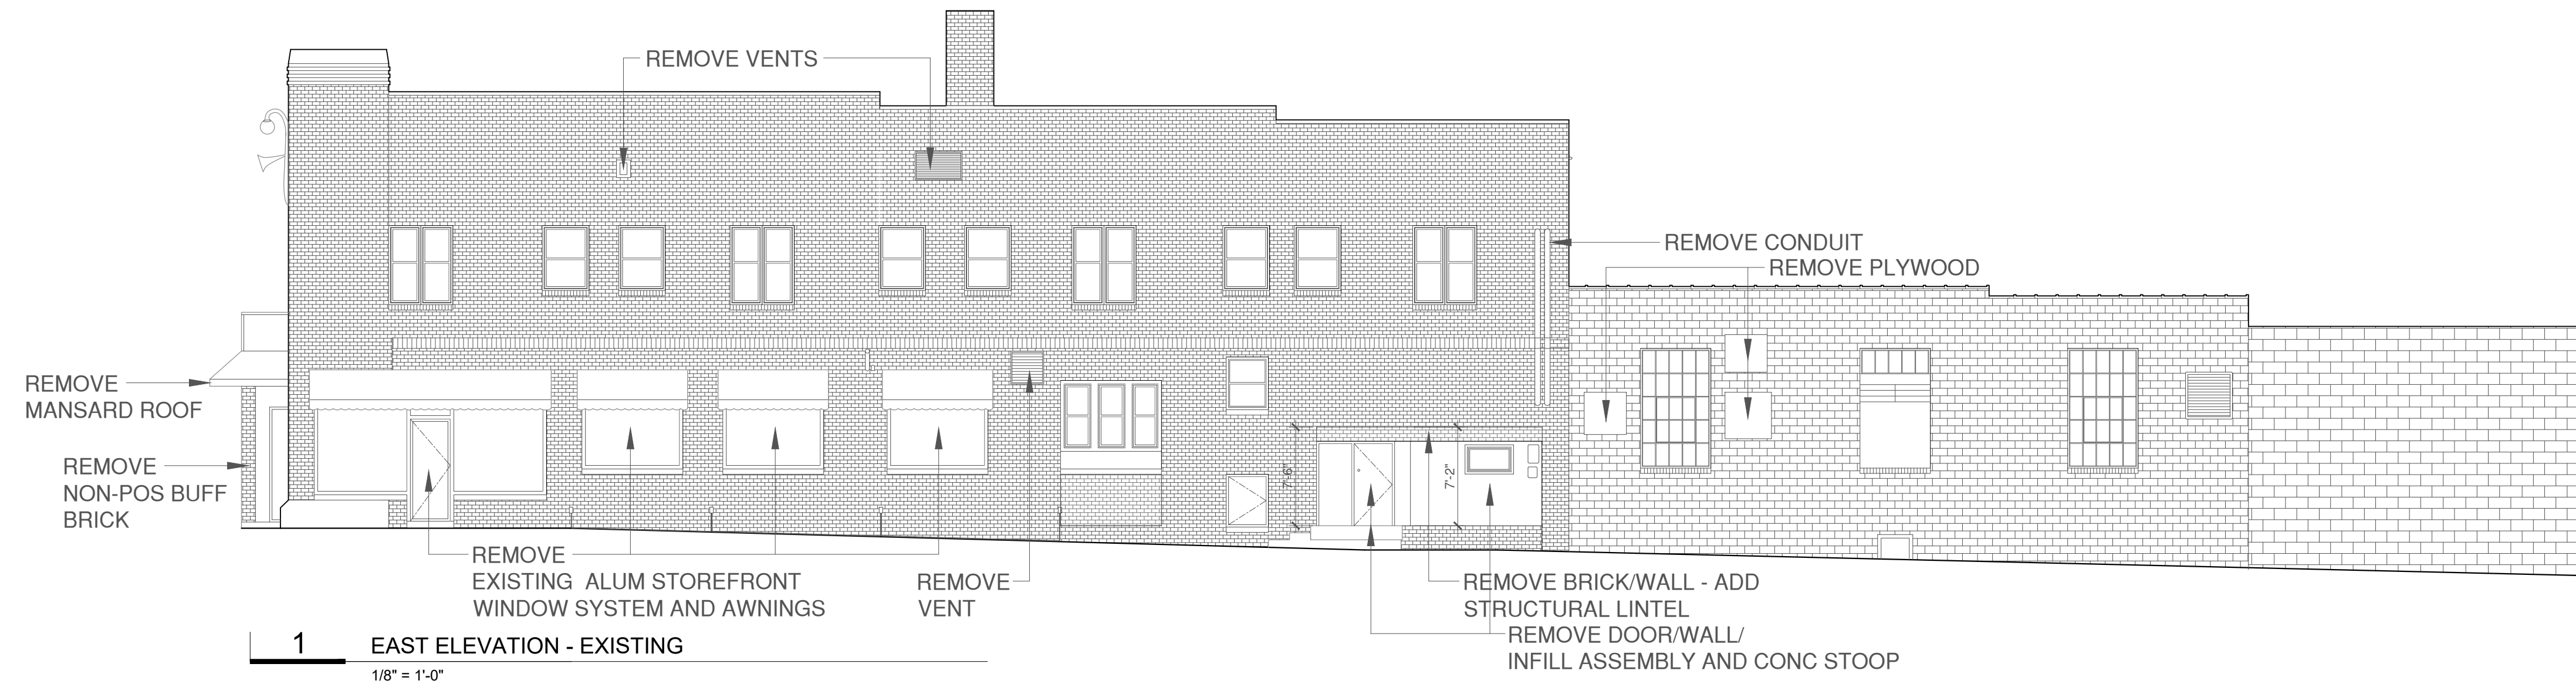 REMOVE VENTS
REMOVE CONDUIT
REMOVE PLYWOOD
REMOVE
MANSARD ROOF
REMOVE
NON-POS BUFF
BRICK
7'-6"
7'-2"
REMOVE
EXISTING ALUM STOREFRONT
WINDOW SYSTEM AND AWNINGS
REMOVE
VENT
REMOVE BRICK/WALL - ADD
STRUCTURAL LINTEL
REMOVE DOOR/WALL/
INFILL ASSEMBLY AND CONC STOOP
1
EAST ELEVATION - EXISTING
1/8" = 1'-0"